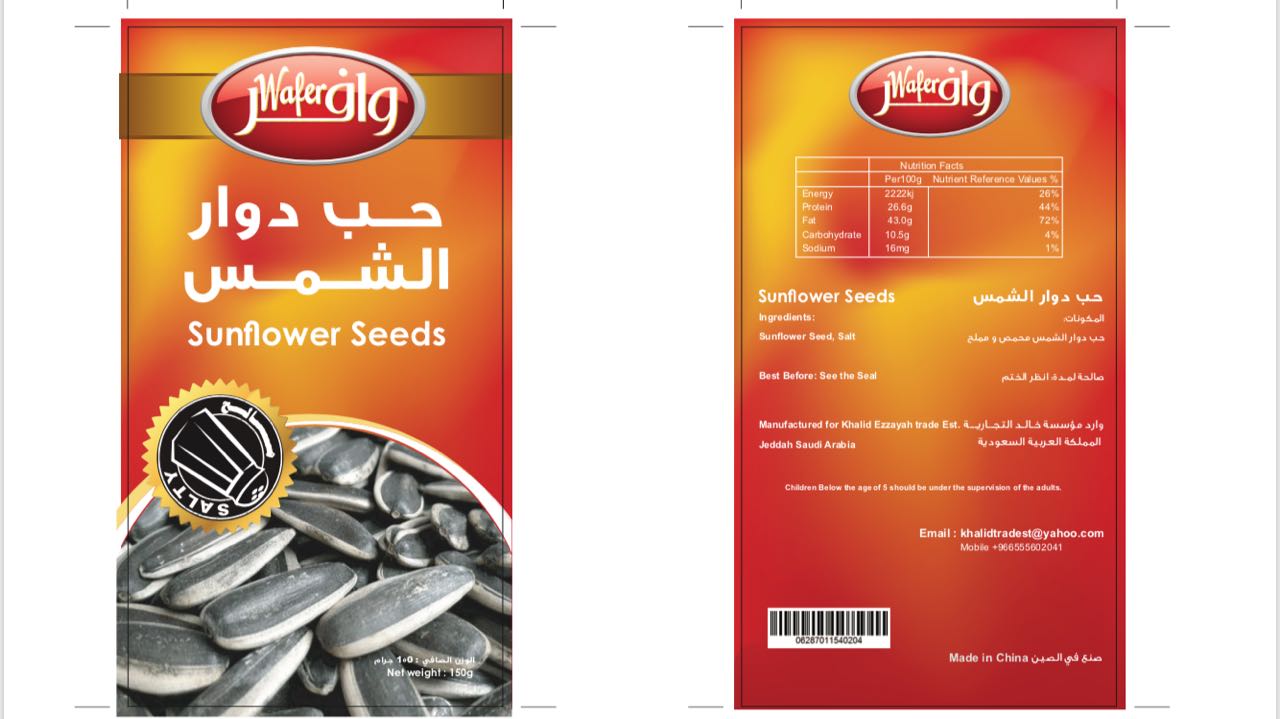 Wafer وافر
حب دوار
الشمس
Sunflower Seeds
مالح
SALTY
الوزن الصافي : ١٥٠ جرام
Net weight : 150g
Wafer وافر
Nutrition Facts
Per100g Nutrient Reference Values %
Energy 2222kj 26%
Protein 26.6g 44%
Fat 43.0g 72%
Carbohydrate 10.5g 4%
Sodium 16mg 1%
Sunflower Seeds حب دوار الشمس
Ingredients: المكونات:
Sunflower Seed, Salt حب دوار الشمس محمص و مملح
Best Before: See the Seal صالحة لمدة: انظر الختم
Manufactured for Khalid Ezzayah trade Est. وارد مؤسسة خالد التجارية
Jeddah Saudi Arabia المملكة العربية السعودية
Children Below the age of 5 should be under the supervision of the adults.
Email : khalidtradest@yahoo.com
Mobile +966555602041
06287011540204
Made in China صنع في الصين